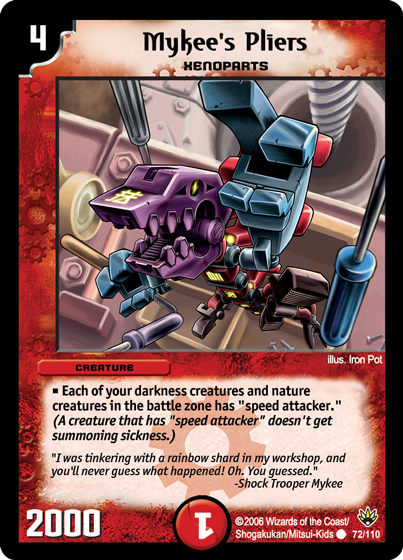 4
Mykee's Pliers
XENOPARTS
illus. Iron Pot
CREATURE
▪ Each of your darkness creatures and nature
creatures in the battle zone has "speed attacker."
(A creature that has "speed attacker" doesn't get
summoning sickness.)
"I was tinkering with a rainbow shard in my workshop, and
you'll never guess what happened! Oh. You guessed."
-Shock Trooper Mykee
2000
1
©2006 Wizards of the Coast/
Shogakukan/Mitsui-Kids ● 72/110